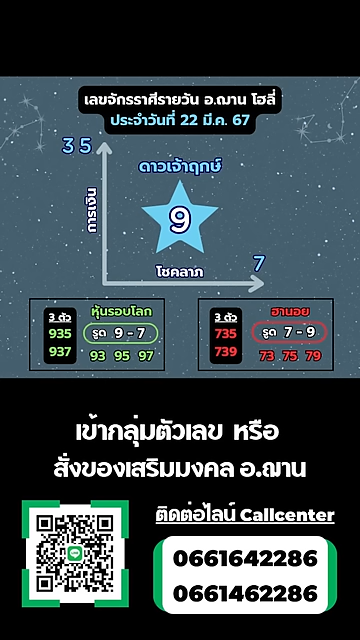 เลขจักรราศีรายวัน อ.ฌาน โฮลี่
ประจำวันที่ 22 มี.ค. 67
3 5
ดาวเจ้าฤกษ์
การเงิน
9
โชคลาภ
7
หุ้นรอบโลก
3 ตัว
935
937
รูด 9 - 7
93 95 97
ฮานอย
3 ตัว
735
739
รูด 7 - 9
73 75 79
เข้ากลุ่มตัวเลข หรือ
สั่งของเสริมมงคล อ.ฌาน
ติดต่อไลน์ Callcenter
0661642286
0661462286